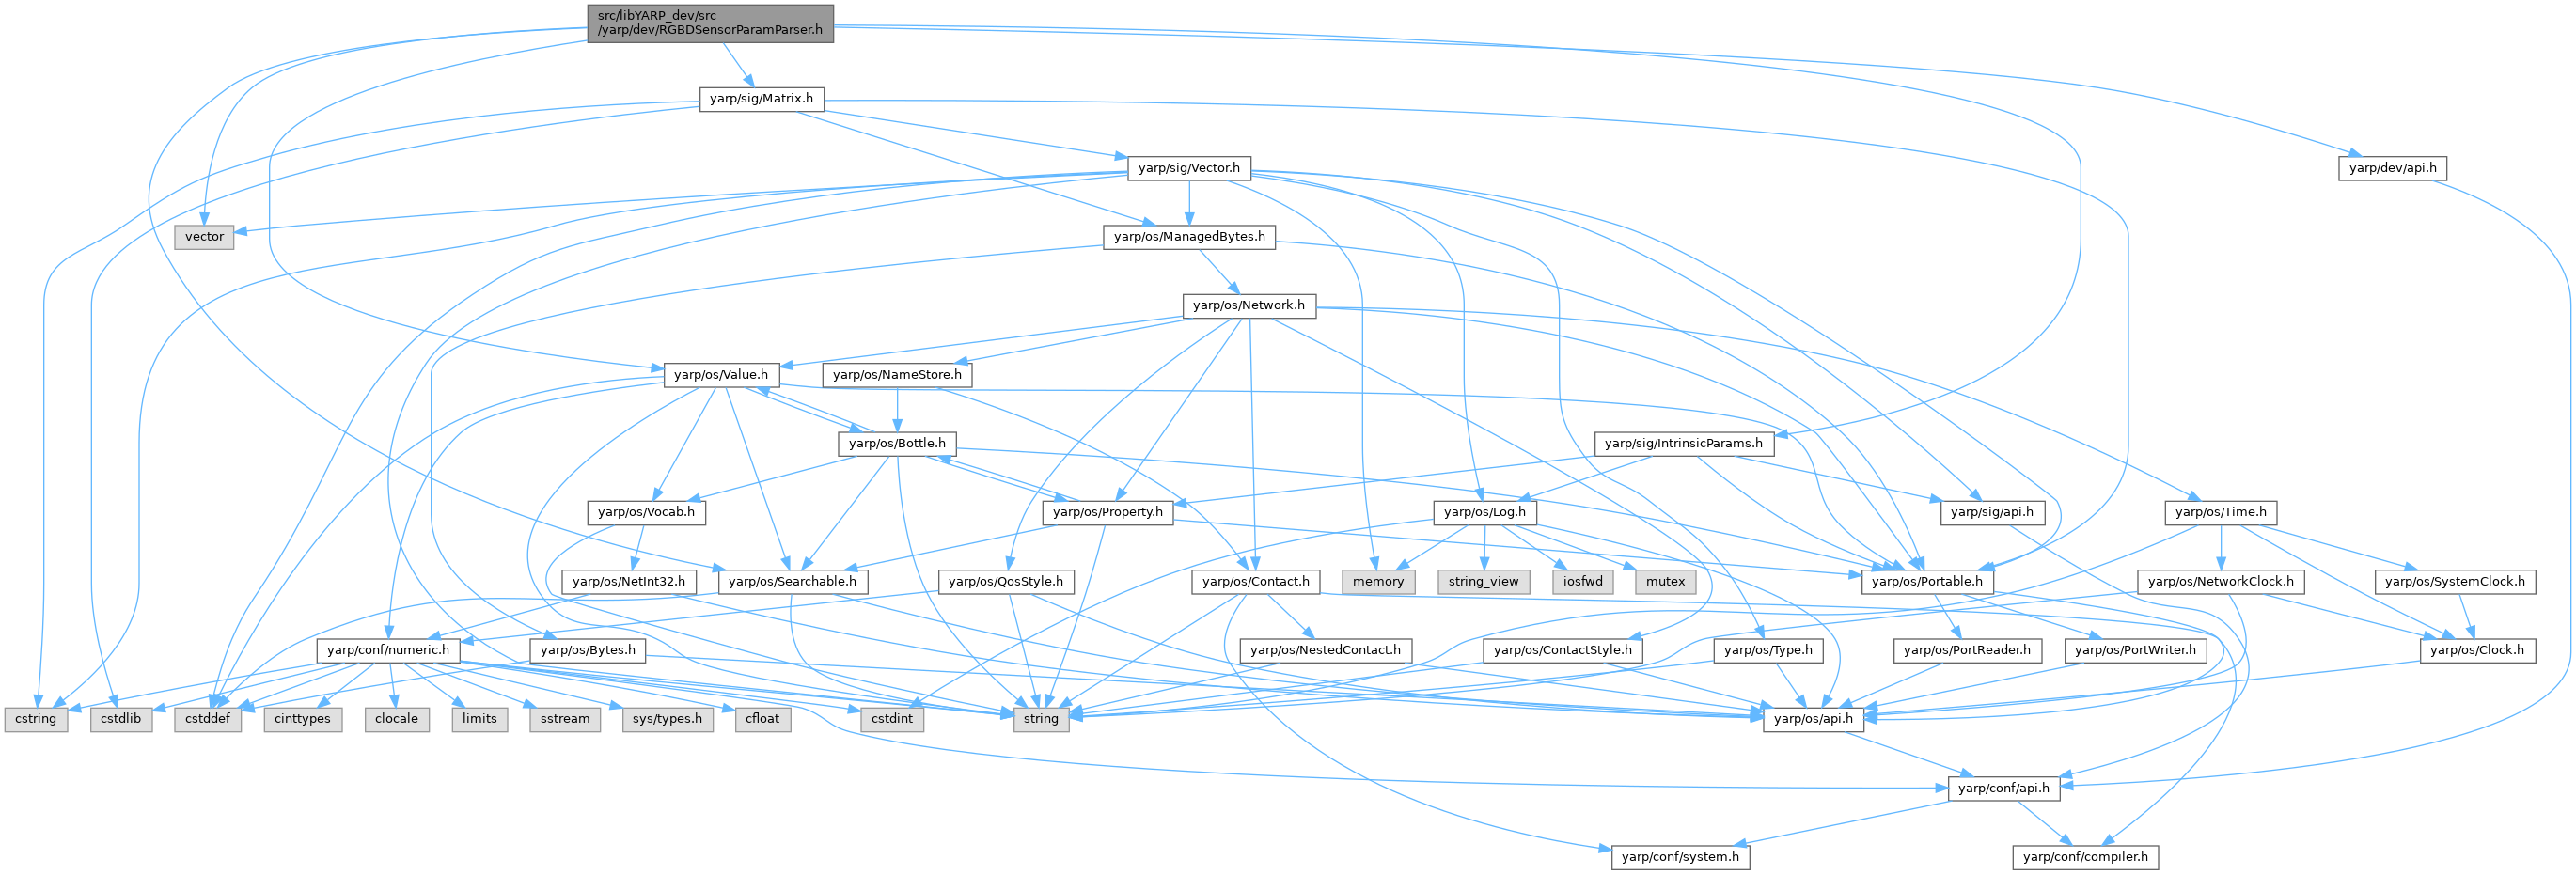 src/libYARP_dev/src
/yarp/dev/RGBDSensorParamParser.h
yarp/sig/Matrix.h
yarp/sig/Vector.h
yarp/dev/api.h
vector
yarp/os/ManagedBytes.h
yarp/os/Network.h
yarp/os/Value.h
yarp/os/NameStore.h
yarp/os/Bottle.h
yarp/sig/IntrinsicParams.h
yarp/os/Vocab.h
yarp/os/Property.h
yarp/os/Log.h
yarp/sig/api.h
yarp/os/Time.h
yarp/os/NetInt32.h
yarp/os/Searchable.h
yarp/os/QosStyle.h
yarp/os/Contact.h
memory
string_view
iosfwd
mutex
yarp/os/Portable.h
yarp/os/NetworkClock.h
yarp/os/SystemClock.h
yarp/conf/numeric.h
yarp/os/Bytes.h
yarp/os/NestedContact.h
yarp/os/ContactStyle.h
yarp/os/Type.h
yarp/os/PortReader.h
yarp/os/PortWriter.h
yarp/os/Clock.h
cstring
cstdlib
cstddef
cinttypes
clocale
limits
sstream
sys/types.h
cfloat
cstdint
string
yarp/os/api.h
yarp/conf/api.h
yarp/conf/system.h
yarp/conf/compiler.h